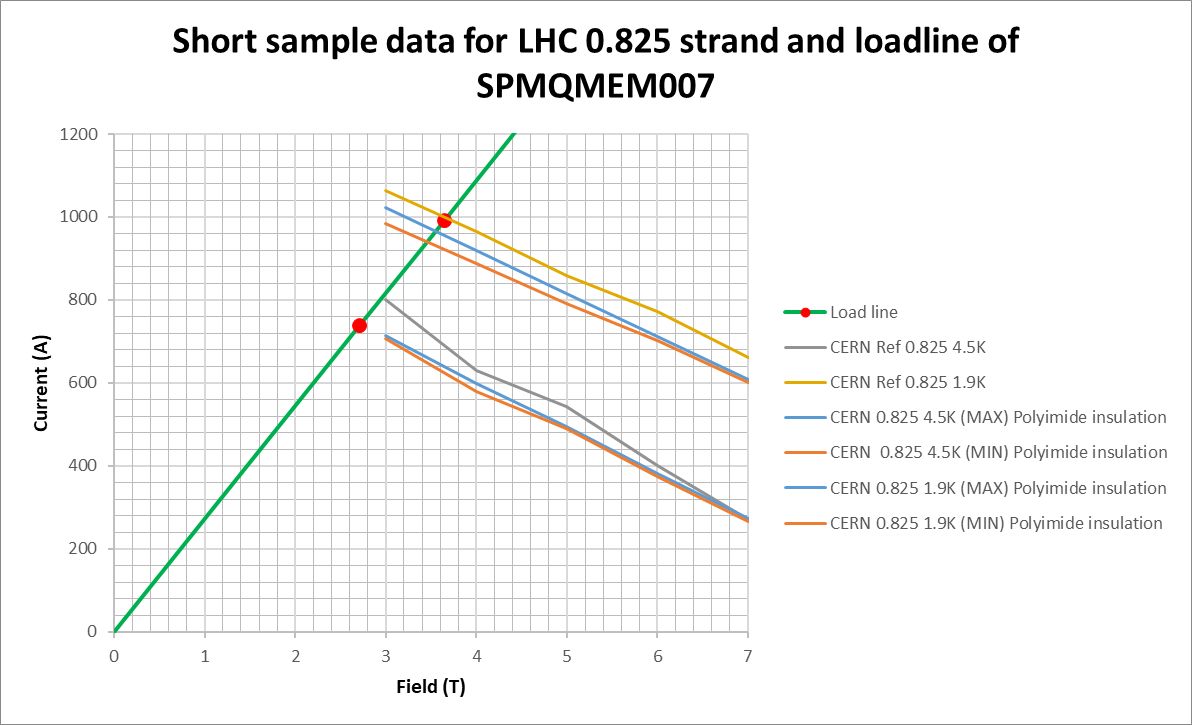 Short sample data for LHC 0.825 strand and loadline of
SPMQMEM007
1200
1000
800
600
400
200
0
Current (A)
0 1 2 3 4 5 6 7
Field (T)
Load line
CERN Ref 0.825 4.5K
CERN Ref 0.825 1.9K
CERN 0.825 4.5K (MAX) Polyimide insulation
CERN  0.825 4.5K (MIN) Polyimide insulation
CERN 0.825 1.9K (MAX) Polyimide insulation
CERN 0.825 1.9K (MIN) Polyimide insulation